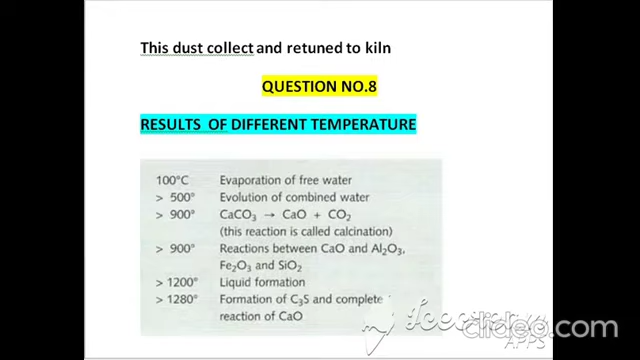 This dust collect and retuned to kiln
QUESTION NO.8
RESULTS OF DIFFERENT TEMPERATURE
100°C Evaporation of free water
> 500° Evolution of combined water
> 900° CaCO₃ → CaO + CO₂
(this reaction is called calcination)
> 900° Reactions between CaO and Al₂O₃,
Fe₂O₃ and SiO₂
> 1200° Liquid formation
> 1280° Formation of C₃S and complete
reaction of CaO
clideo.com
APPS